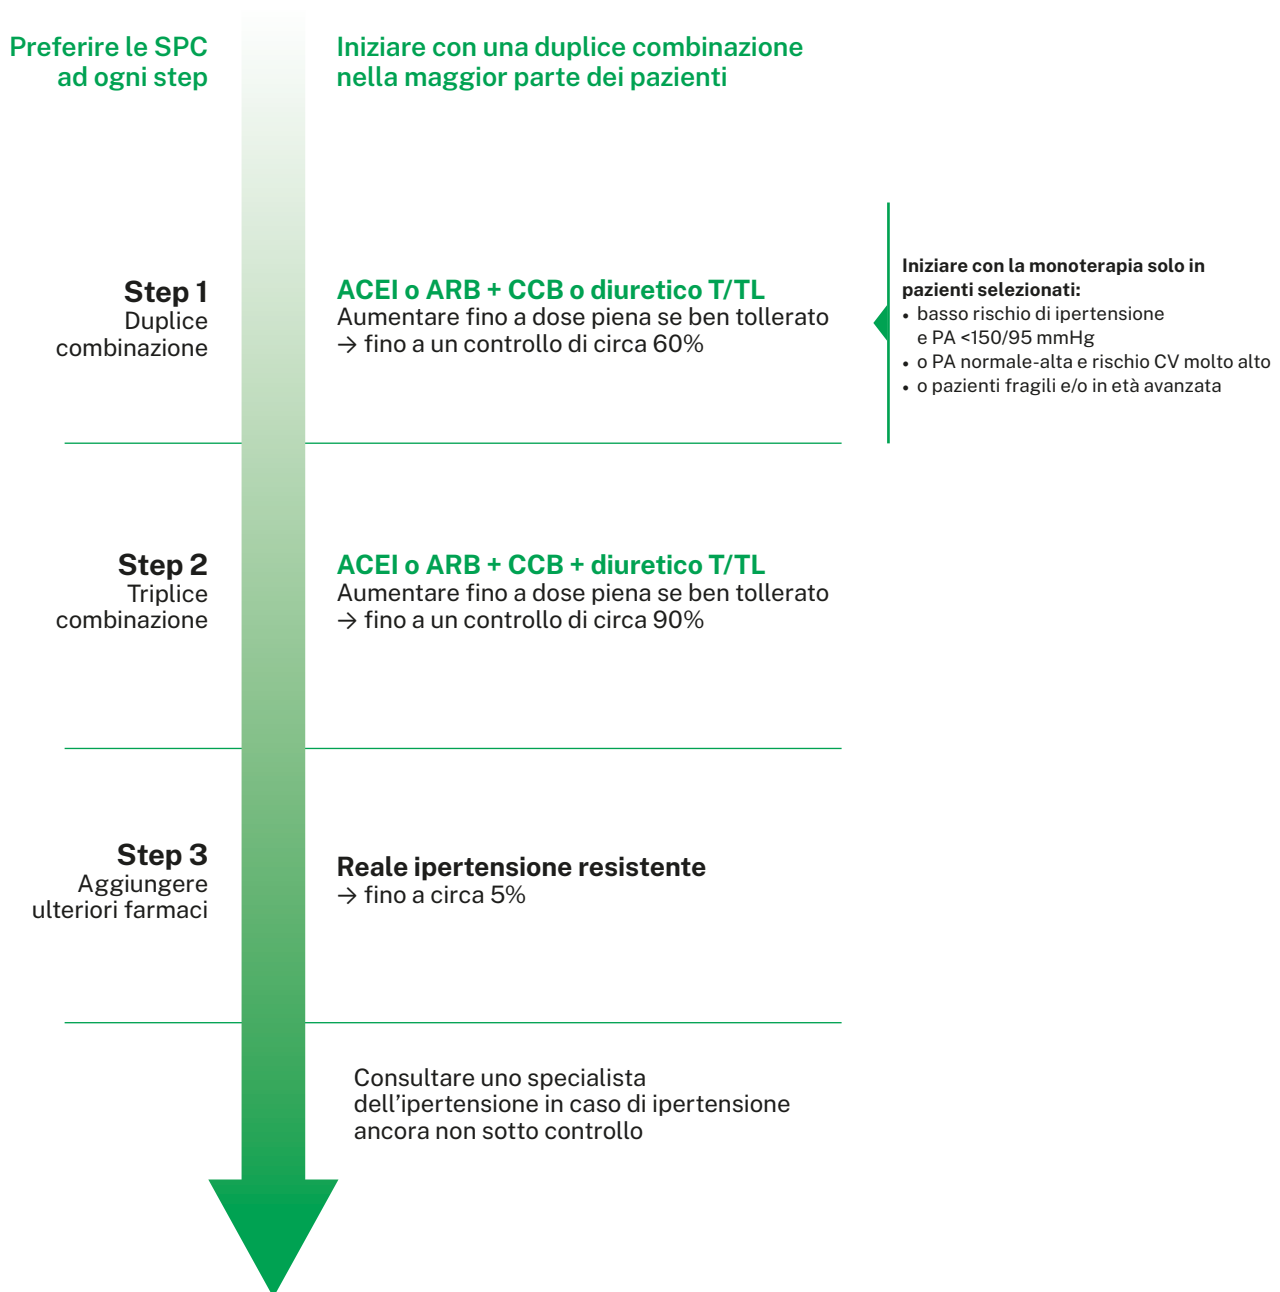 Preferire le SPC
ad ogni step
Iniziare con una duplice combinazione
nella maggior parte dei pazienti
Step 1
Duplice
combinazione
ACEI o ARB + CCB o diuretico T/TL
Aumentare fino a dose piena se ben tollerato
→ fino a un controllo di circa 60%
Iniziare con la monoterapia solo in
pazienti selezionati:
• basso rischio di ipertensione
e PA <150/95 mmHg
• o PA normale-alta e rischio CV molto alto
• o pazienti fragili e/o in età avanzata
Step 2
Triplice
combinazione
ACEI o ARB + CCB + diuretico T/TL
Aumentare fino a dose piena se ben tollerato
→ fino a un controllo di circa 90%
Step 3
Aggiungere
ulteriori farmaci
Reale ipertensione resistente
→ fino a circa 5%
Consultare uno specialista
dell’ipertensione in caso di ipertensione
ancora non sotto controllo